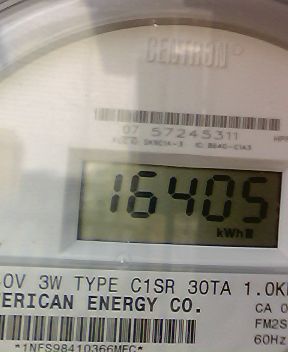 CENTRON®
07 57245311
16405
kWh
0V 3W TYPE C1SR 30TA 1.0K
ERICAN ENERGY CO.
CA 0
FM2S
60Hz
*1NFS98410366MFC*